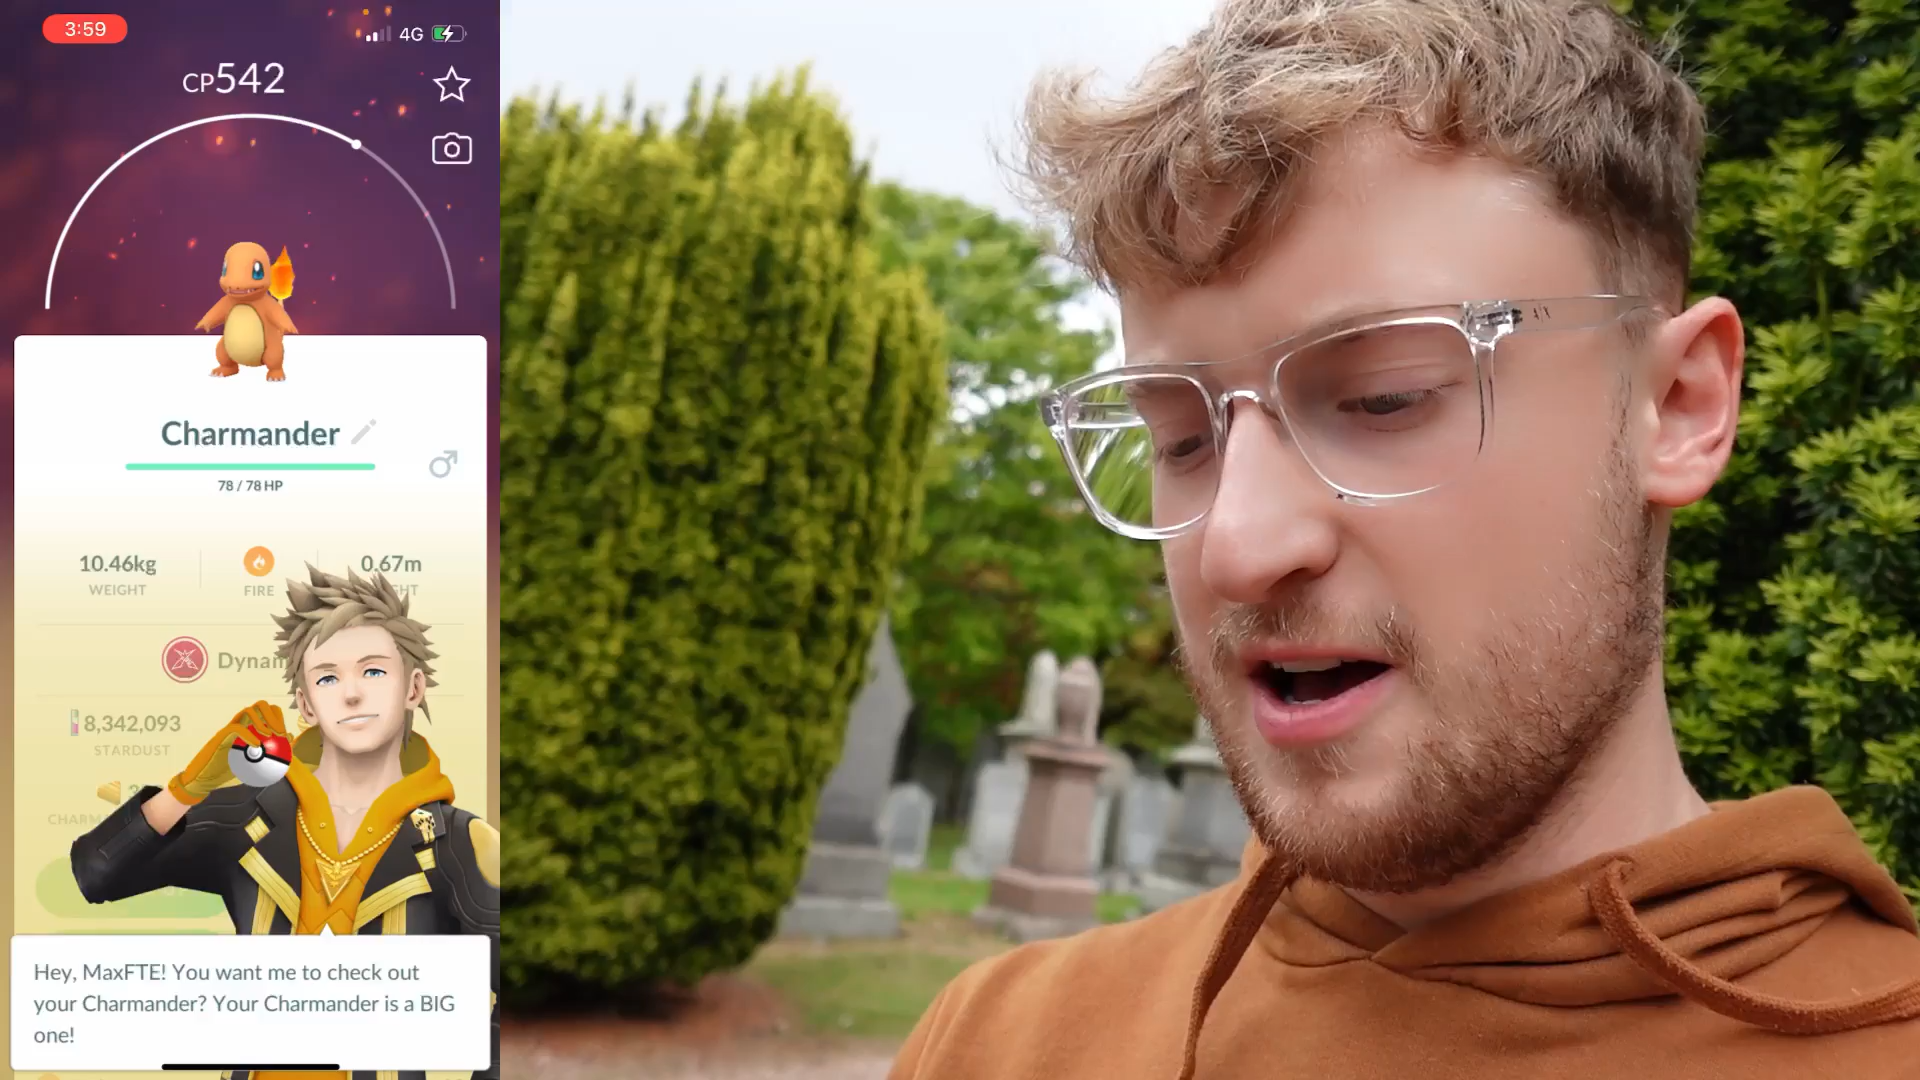 3:59
4G
CP542
Charmander
78 / 78 HP
10.46kg
0.67m
WEIGHT
FIRE
8,342,093
STARDUST
Hey, MaxFTE! You want me to check out
your Charmander? Your Charmander is a BIG
one!